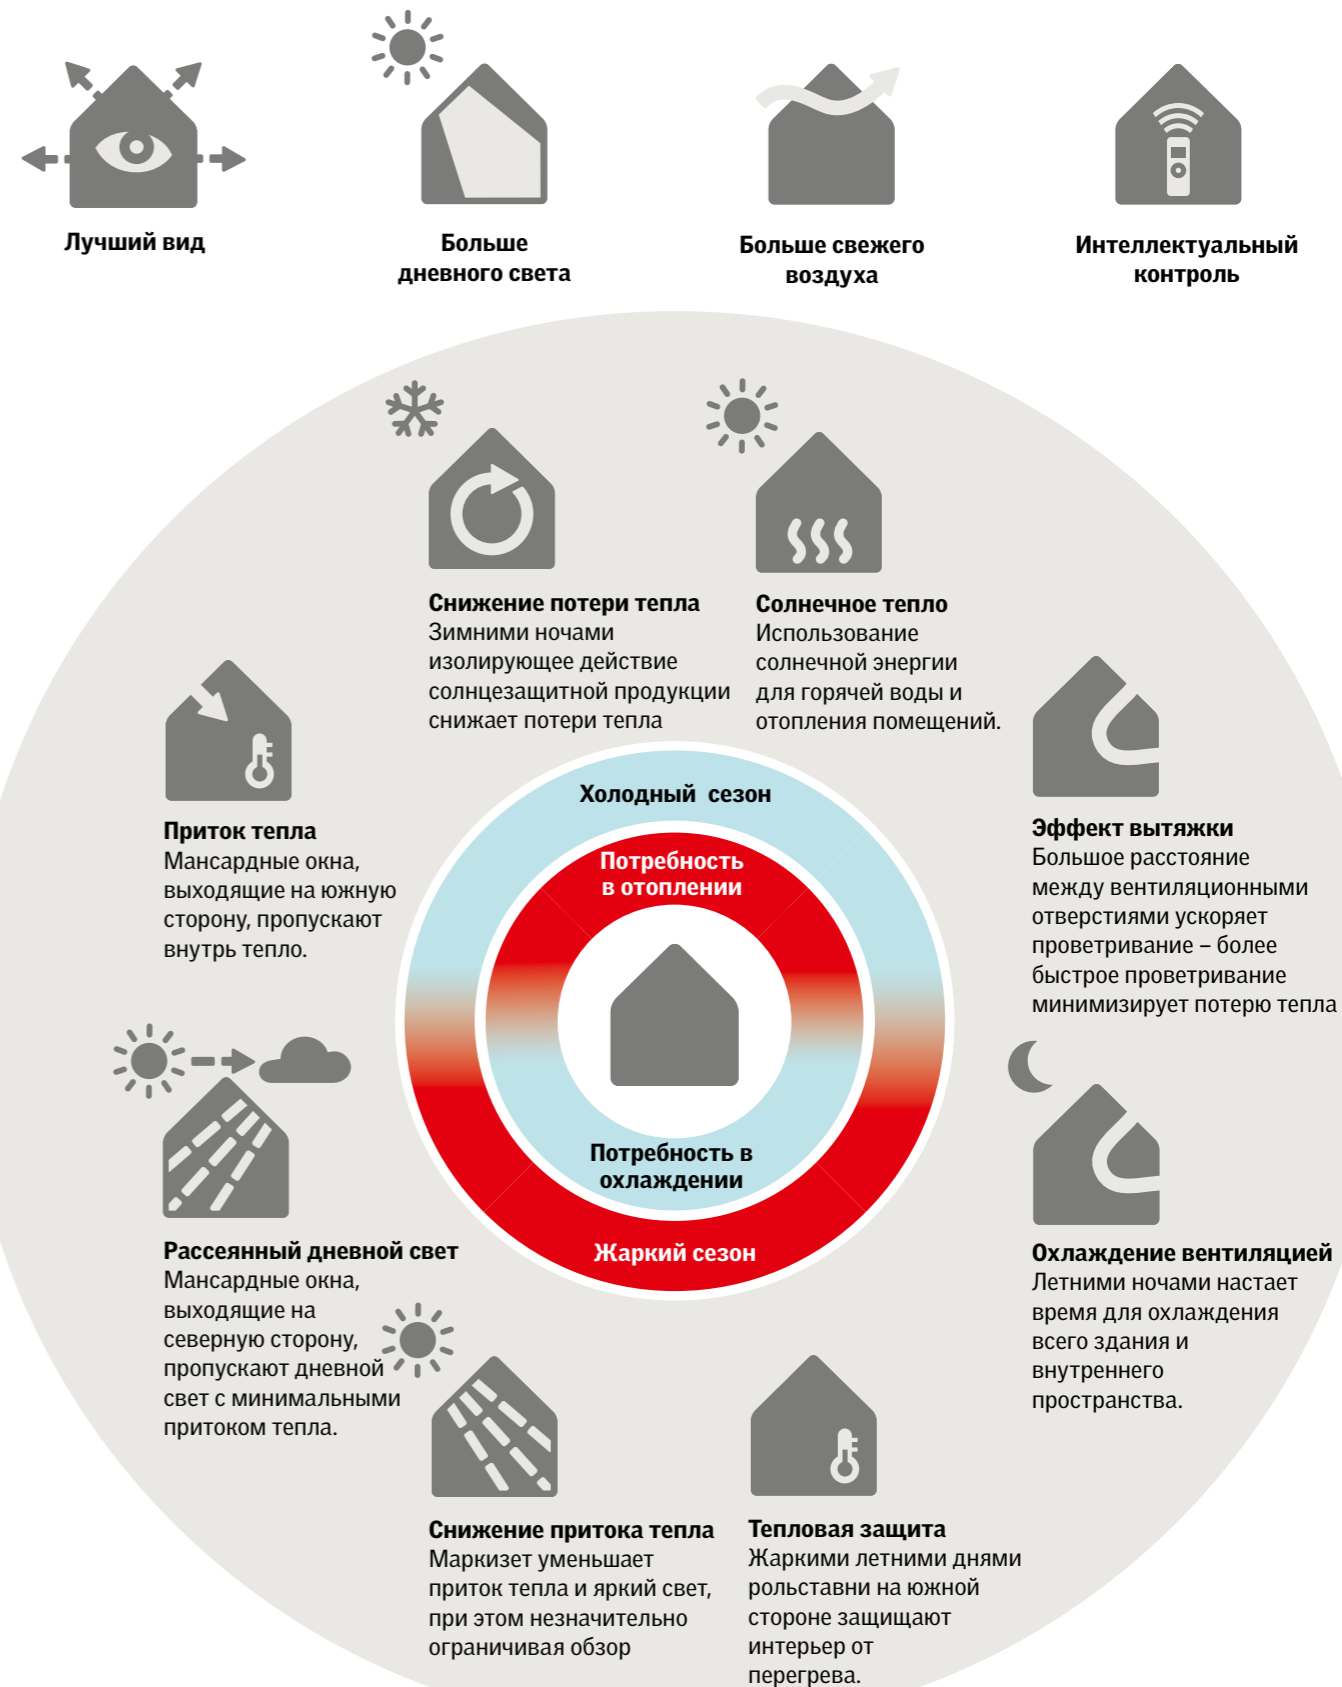 Лучший вид
Больше
дневного света
Больше свежего
воздуха
Интеллектуальный
контроль
Снижение потери тепла
Зимними ночами
изолирующее действие
солнцезащитной продукции
снижает потери тепла
Солнечное тепло
Использование
солнечной энергии
для горячей воды и
отопления помещений.
Приток тепла
Мансардные окна,
выходящие на южную
сторону, пропускают
внутрь тепло.
Холодный сезон
Потребность
в отоплении
Эффект вытяжки
Большое расстояние
между вентиляционными
отверстиями ускоряет
проветривание – более
быстрое проветривание
минимизирует потерю тепла
Потребность в
охлаждении
Жаркий сезон
Рассеянный дневной свет
Мансардные окна,
выходящие на
северную сторону,
пропускают дневной
свет с минимальными
притоком тепла.
Охлаждение вентиляцией
Летними ночами настает
время для охлаждения
всего здания и
внутреннего
пространства.
Снижение притока тепла
Маркизет уменьшает
приток тепла и яркий свет,
при этом незначительно
ограничивая обзор
Тепловая защита
Жаркими летними днями
рольставни на южной
стороне защищают
интерьер от
перегрева.